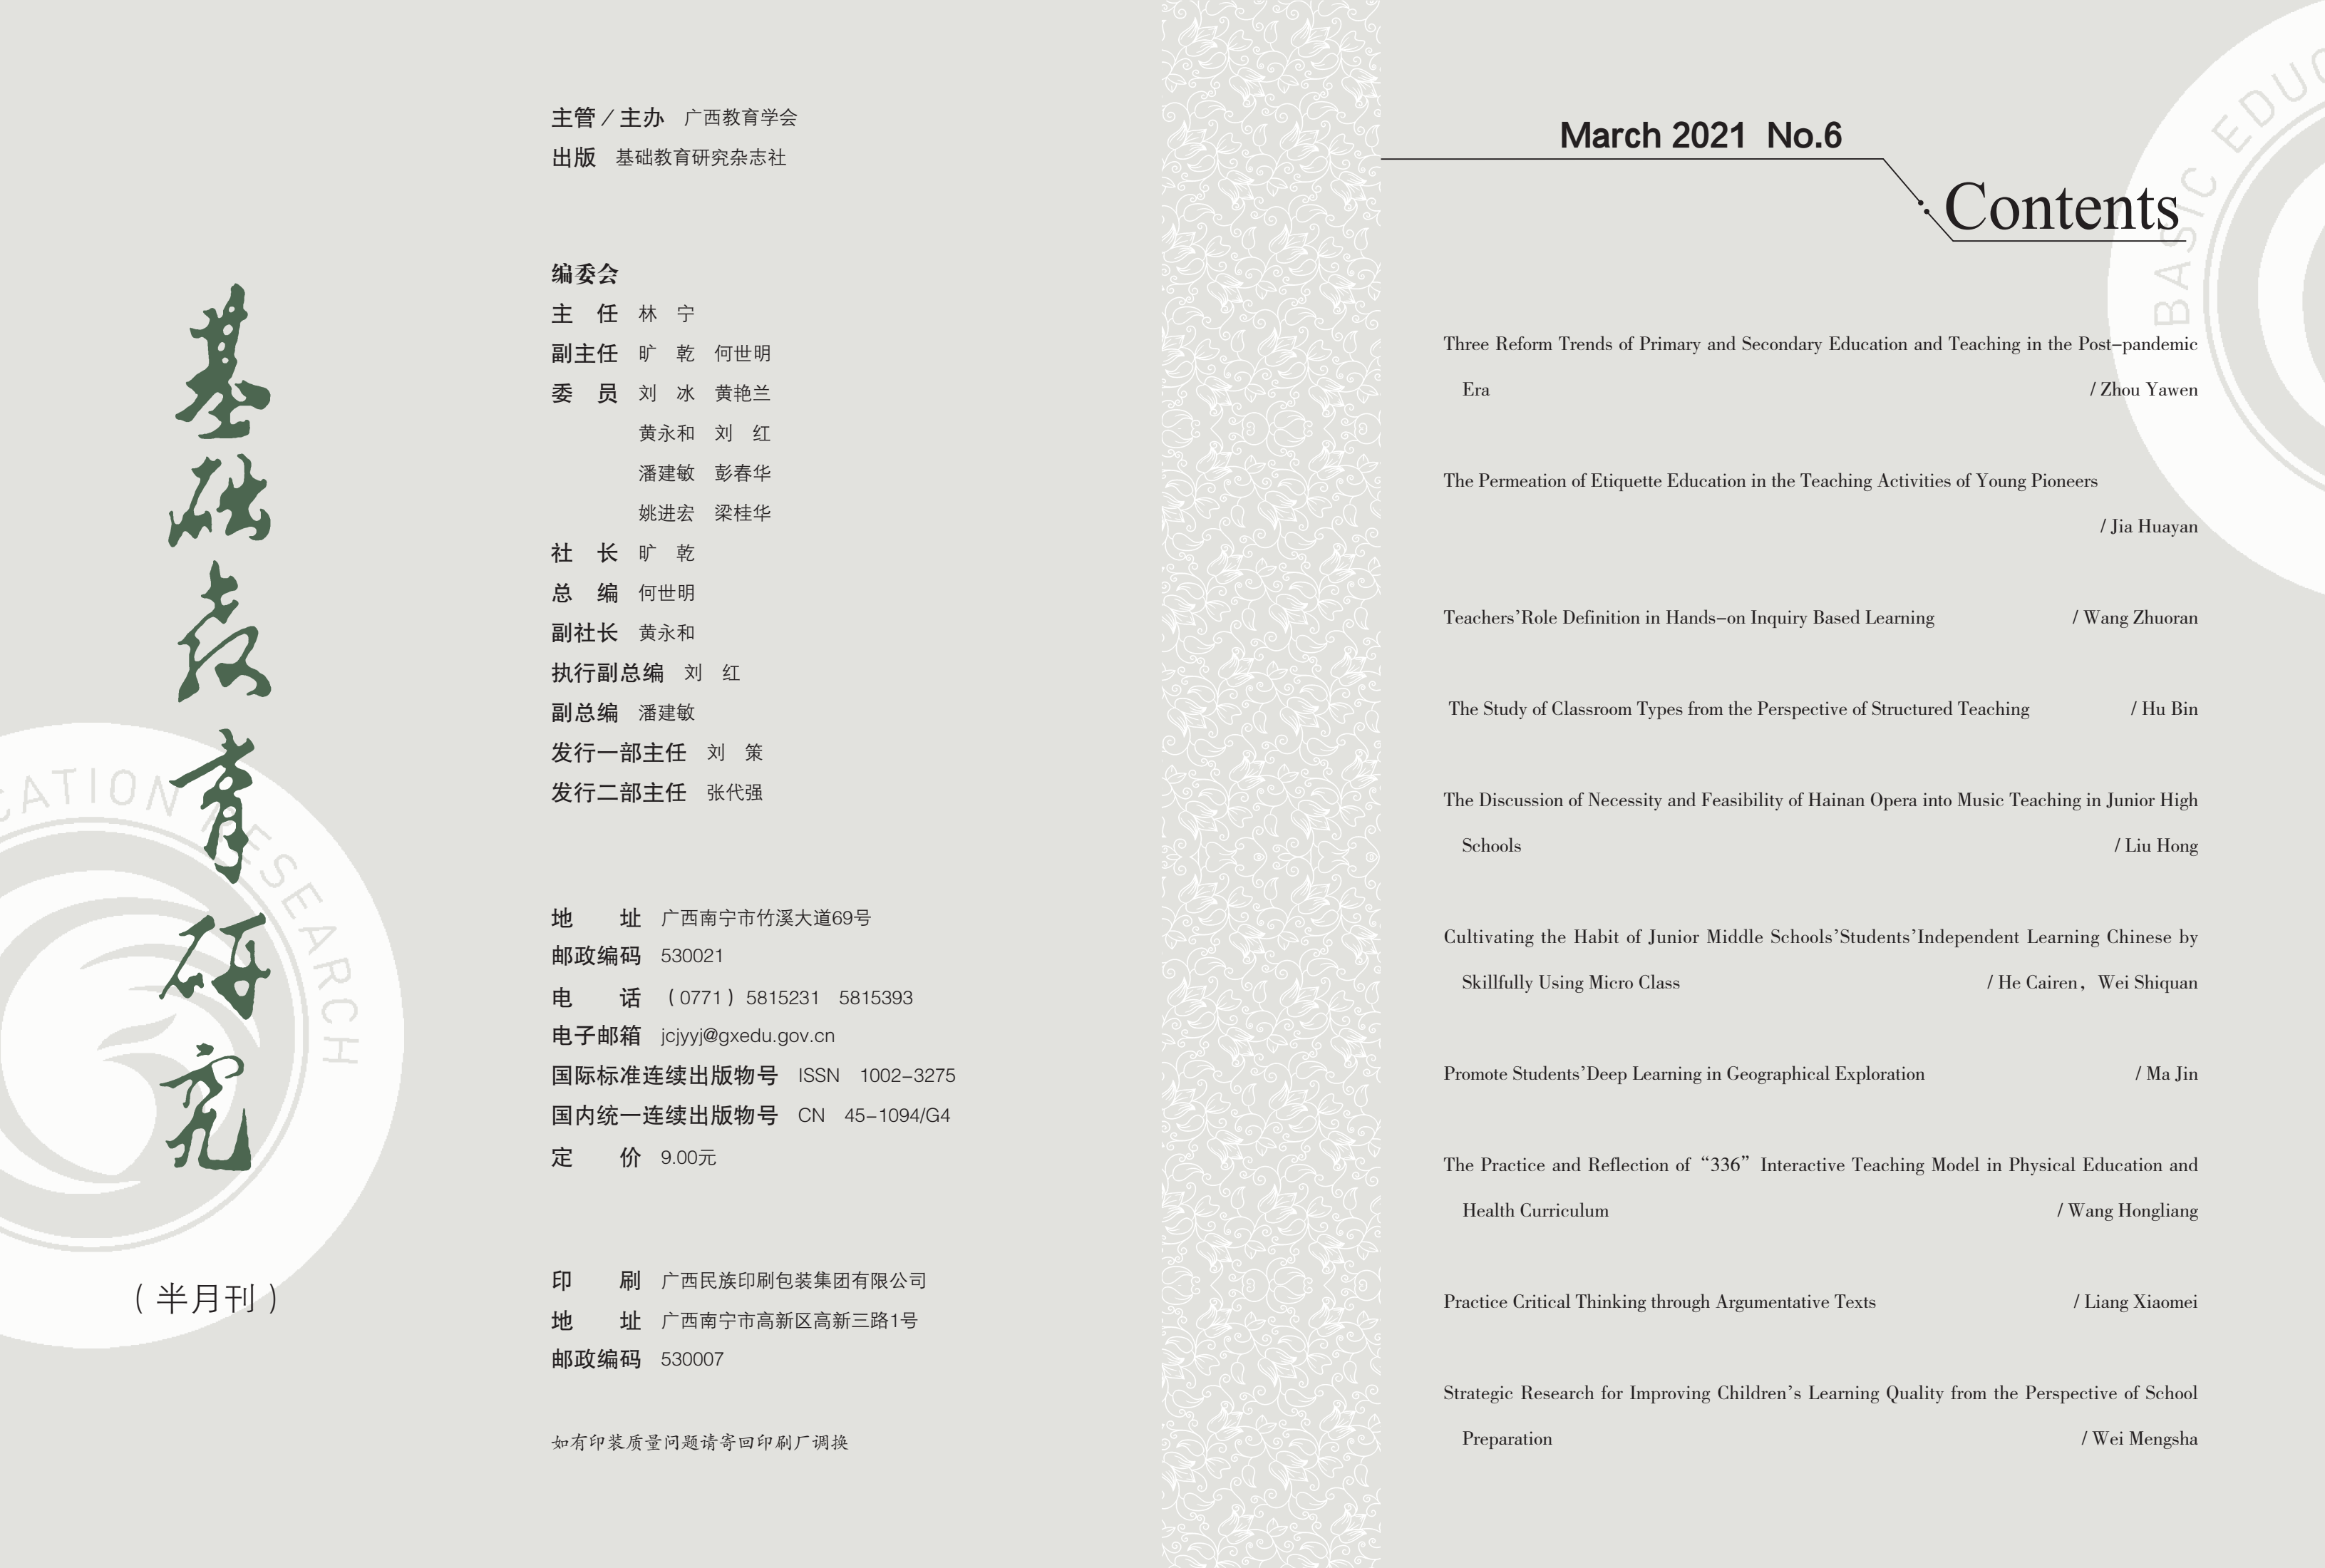 基础教育研究
（半月刊）
CATION RESEARCH
主管/主办 广西教育学会
出版 基础教育研究杂志社
编委会
主 任 林 宁
副主任 旷 乾 何世明
委 员 刘 冰 黄艳兰
黄永和 刘 红
潘建敏 彭春华
姚进宏 梁桂华
社 长 旷 乾
总 编 何世明
副社长 黄永和
执行副总编 刘 红
副总编 潘建敏
发行一部主任 刘 策
发行二部主任 张代强
地 址 广西南宁市竹溪大道69号
邮政编码 530021
电 话 （0771）5815231 5815393
电子邮箱 jcjyyj@gxedu.gov.cn
国际标准连续出版物号 ISSN 1002-3275
国内统一连续出版物号 CN 45-1094/G4
定 价 9.00元
印 刷 广西民族印刷包装集团有限公司
地 址 广西南宁市高新区高新三路1号
邮政编码 530007
如有印装质量问题请寄回印刷厂调换
March 2021 No.6
Contents
BASIC EDUC
Three Reform Trends of Primary and Secondary Education and Teaching in the Post-pandemic
Era / Zhou Yawen
The Permeation of Etiquette Education in the Teaching Activities of Young Pioneers
/ Jia Huayan
Teachers'Role Definition in Hands-on Inquiry Based Learning / Wang Zhuoran
The Study of Classroom Types from the Perspective of Structured Teaching / Hu Bin
The Discussion of Necessity and Feasibility of Hainan Opera into Music Teaching in Junior High
Schools / Liu Hong
Cultivating the Habit of Junior Middle Schools'Students'Independent Learning Chinese by
Skillfully Using Micro Class / He Cairen，Wei Shiquan
Promote Students'Deep Learning in Geographical Exploration / Ma Jin
The Practice and Reflection of “336” Interactive Teaching Model in Physical Education and
Health Curriculum / Wang Hongliang
Practice Critical Thinking through Argumentative Texts / Liang Xiaomei
Strategic Research for Improving Children's Learning Quality from the Perspective of School
Preparation / Wei Mengsha